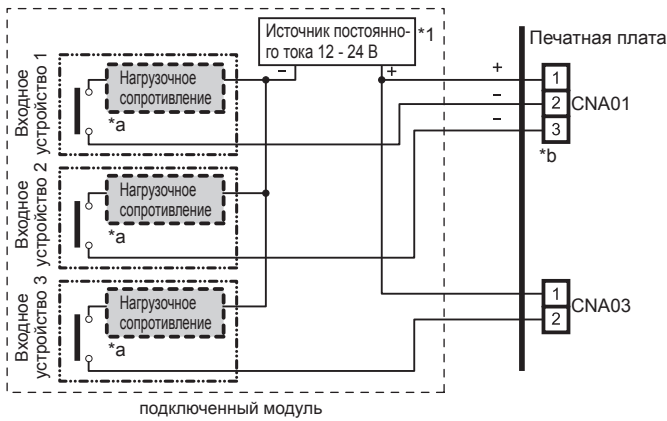 Источник постоянно-
го тока 12 - 24 В
*1
Печатная плата
Входное
устройство 1
Нагрузочное
сопротивление
*a
–
+
+
–
–
1
2
3
CNA01
*b
Входное
устройство 2
Нагрузочное
сопротивление
*a
Входное
устройство 3
Нагрузочное
сопротивление
*a
1
2
CNA03
подключенный модуль